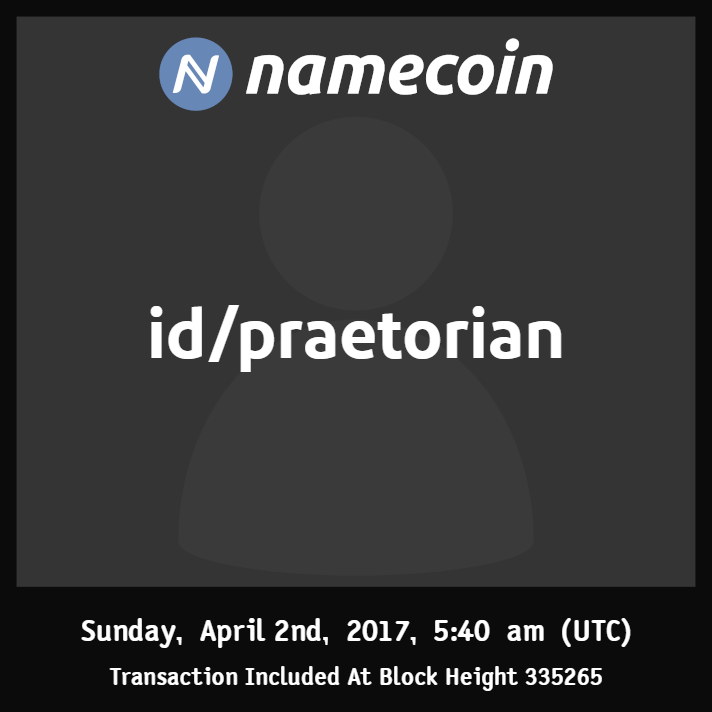 namecoin
id/praetorian
Sunday, April 2nd, 2017, 5:40 am (UTC)
Transaction Included At Block Height 335265